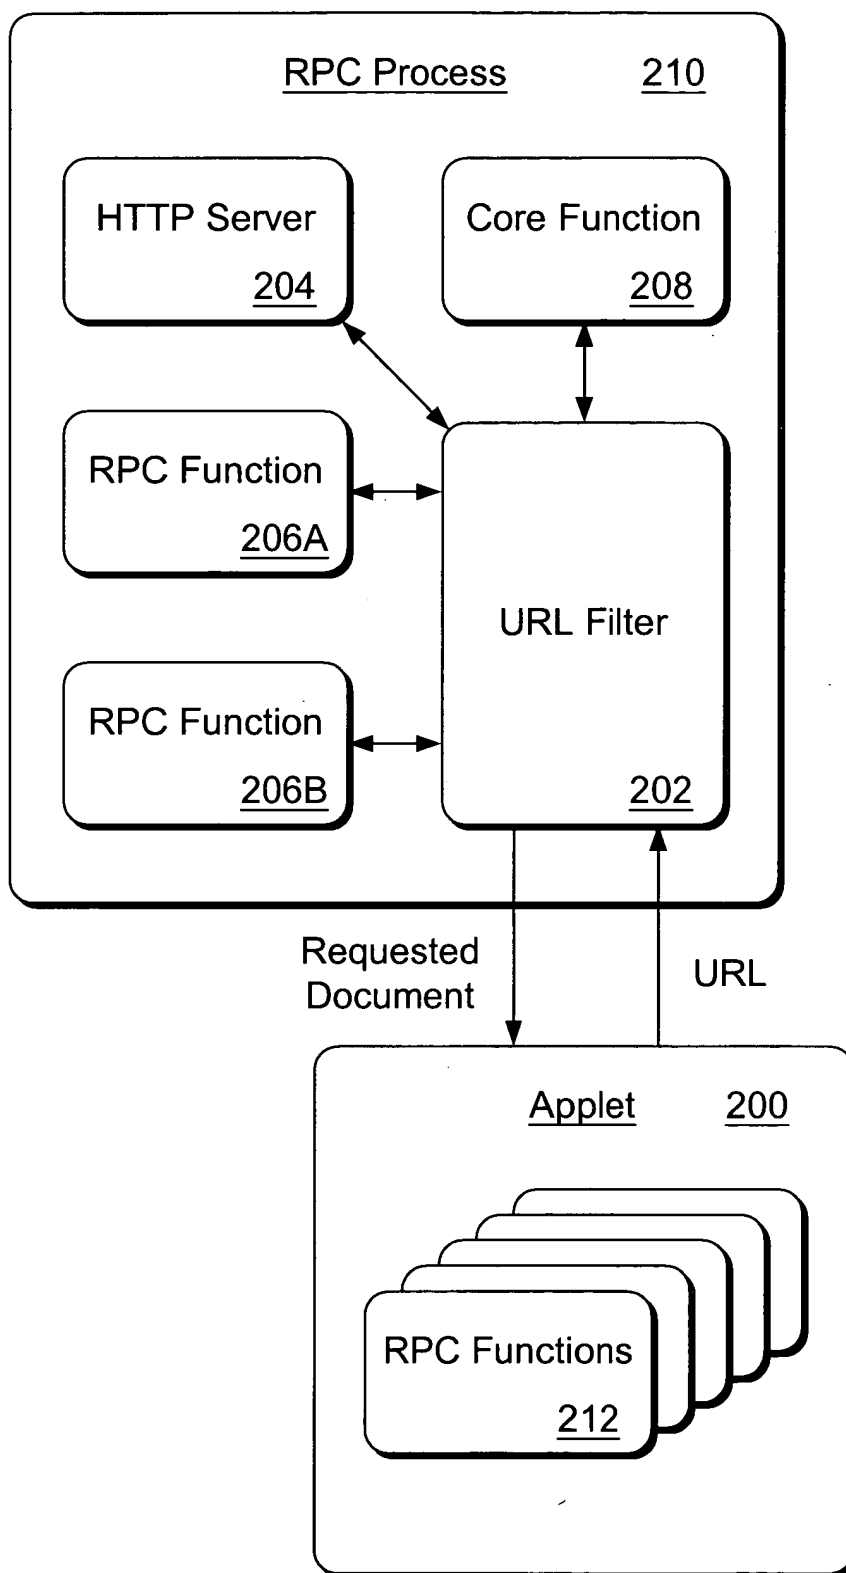 RPC Process 210
HTTP Server
204
Core Function
208
RPC Function
206A
URL Filter
202
RPC Function
206B
Requested
Document
URL
Applet 200
RPC Functions
212